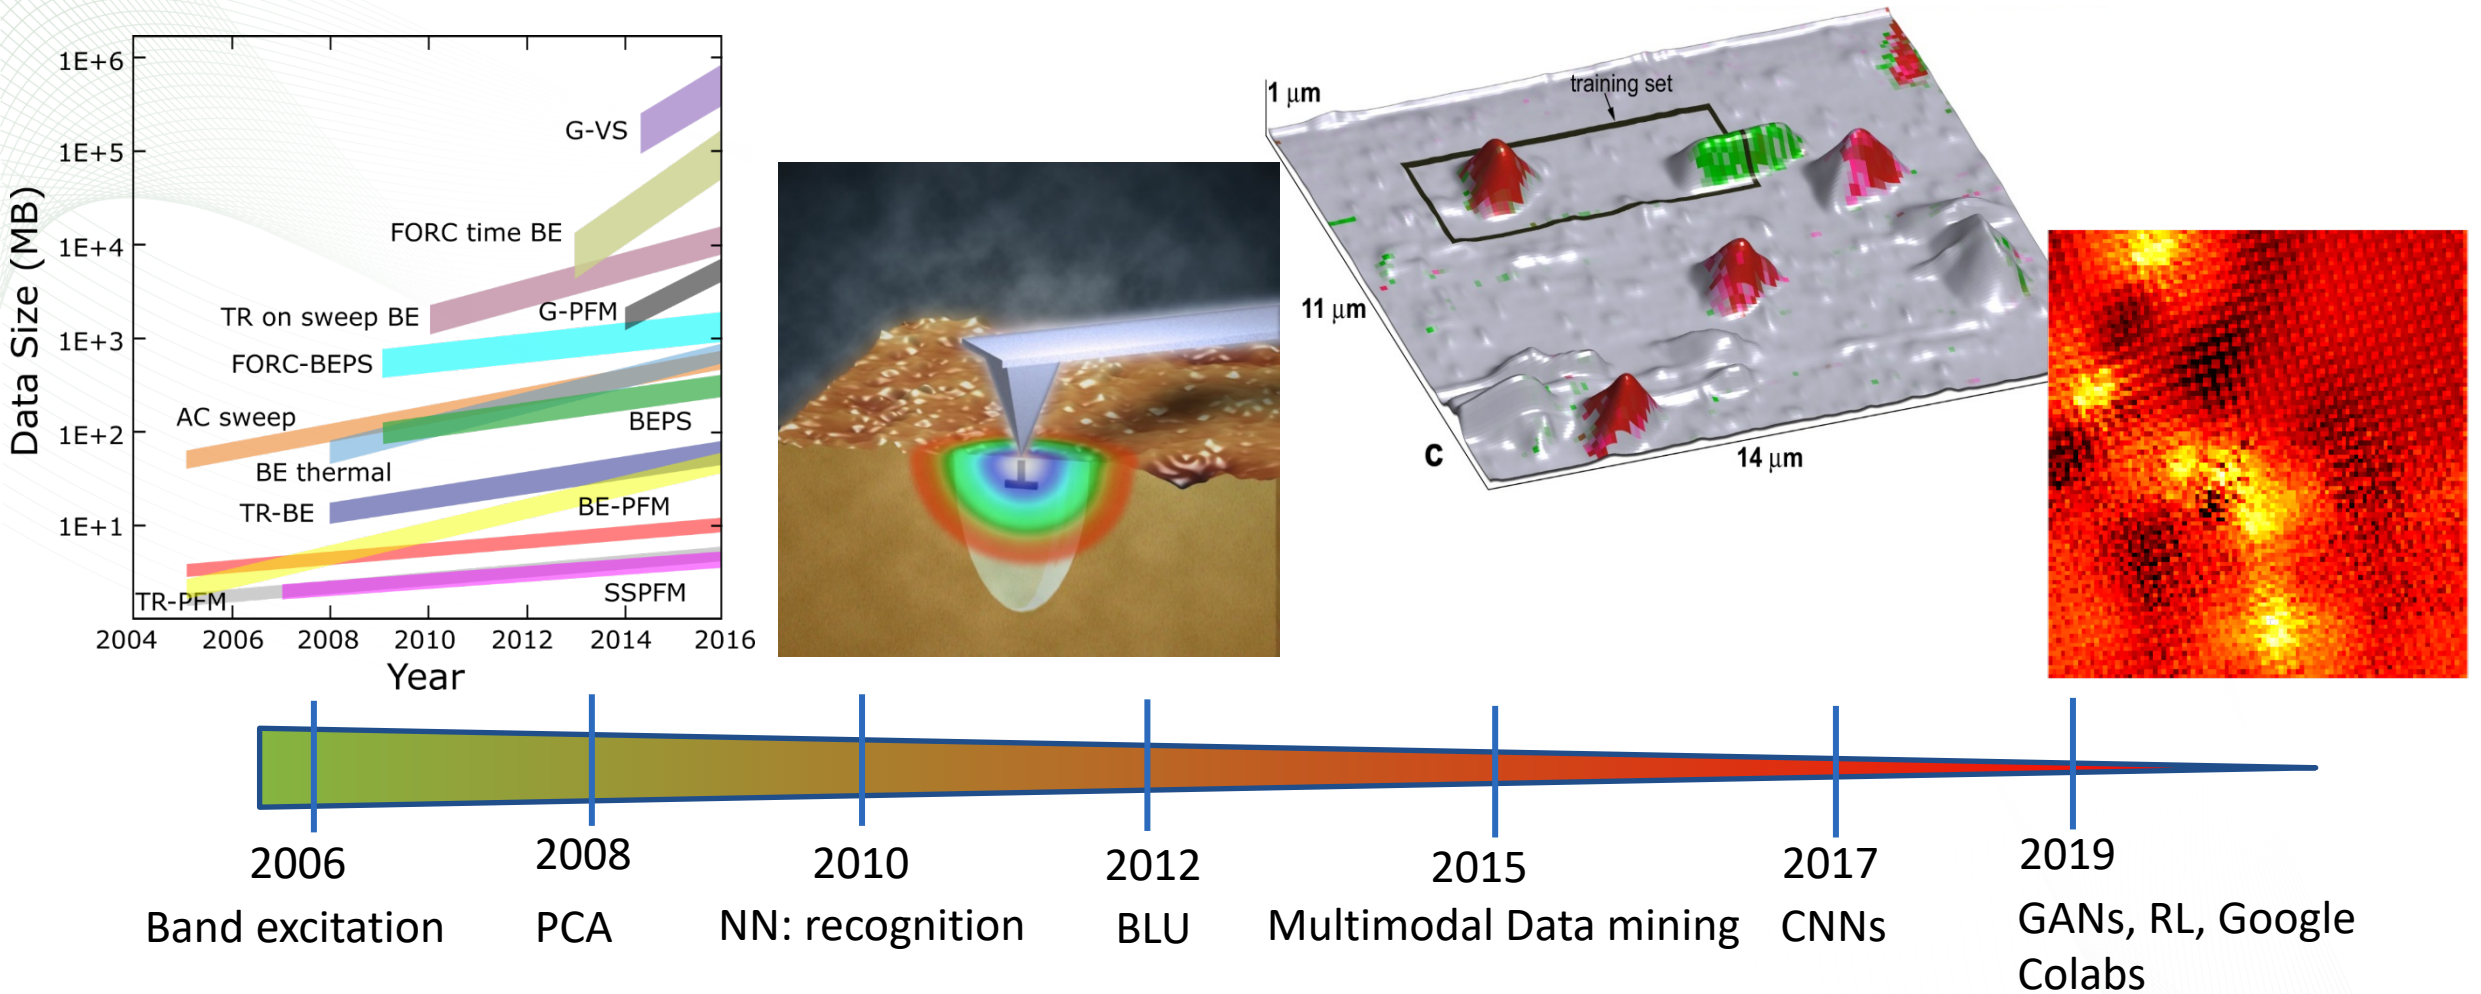 1E+6
1E+5
1E+4
1E+3
1E+2
1E+1
Data Size (MB)
G-VS
FORC time BE
TR on sweep BE
G-PFM
FORC-BEPS
AC sweep
BEPS
BE thermal
TR-BE
BE-PFM
TR-PFM
SSPFM
2004 2006 2008 2010 2012 2014 2016
Year
1 μm
training set
11 μm
14 μm
c
2006
Band excitation
2008
PCA
2010
NN: recognition
2012
BLU
2015
Multimodal Data mining
2017
CNNs
2019
GANs, RL, Google
Colabs